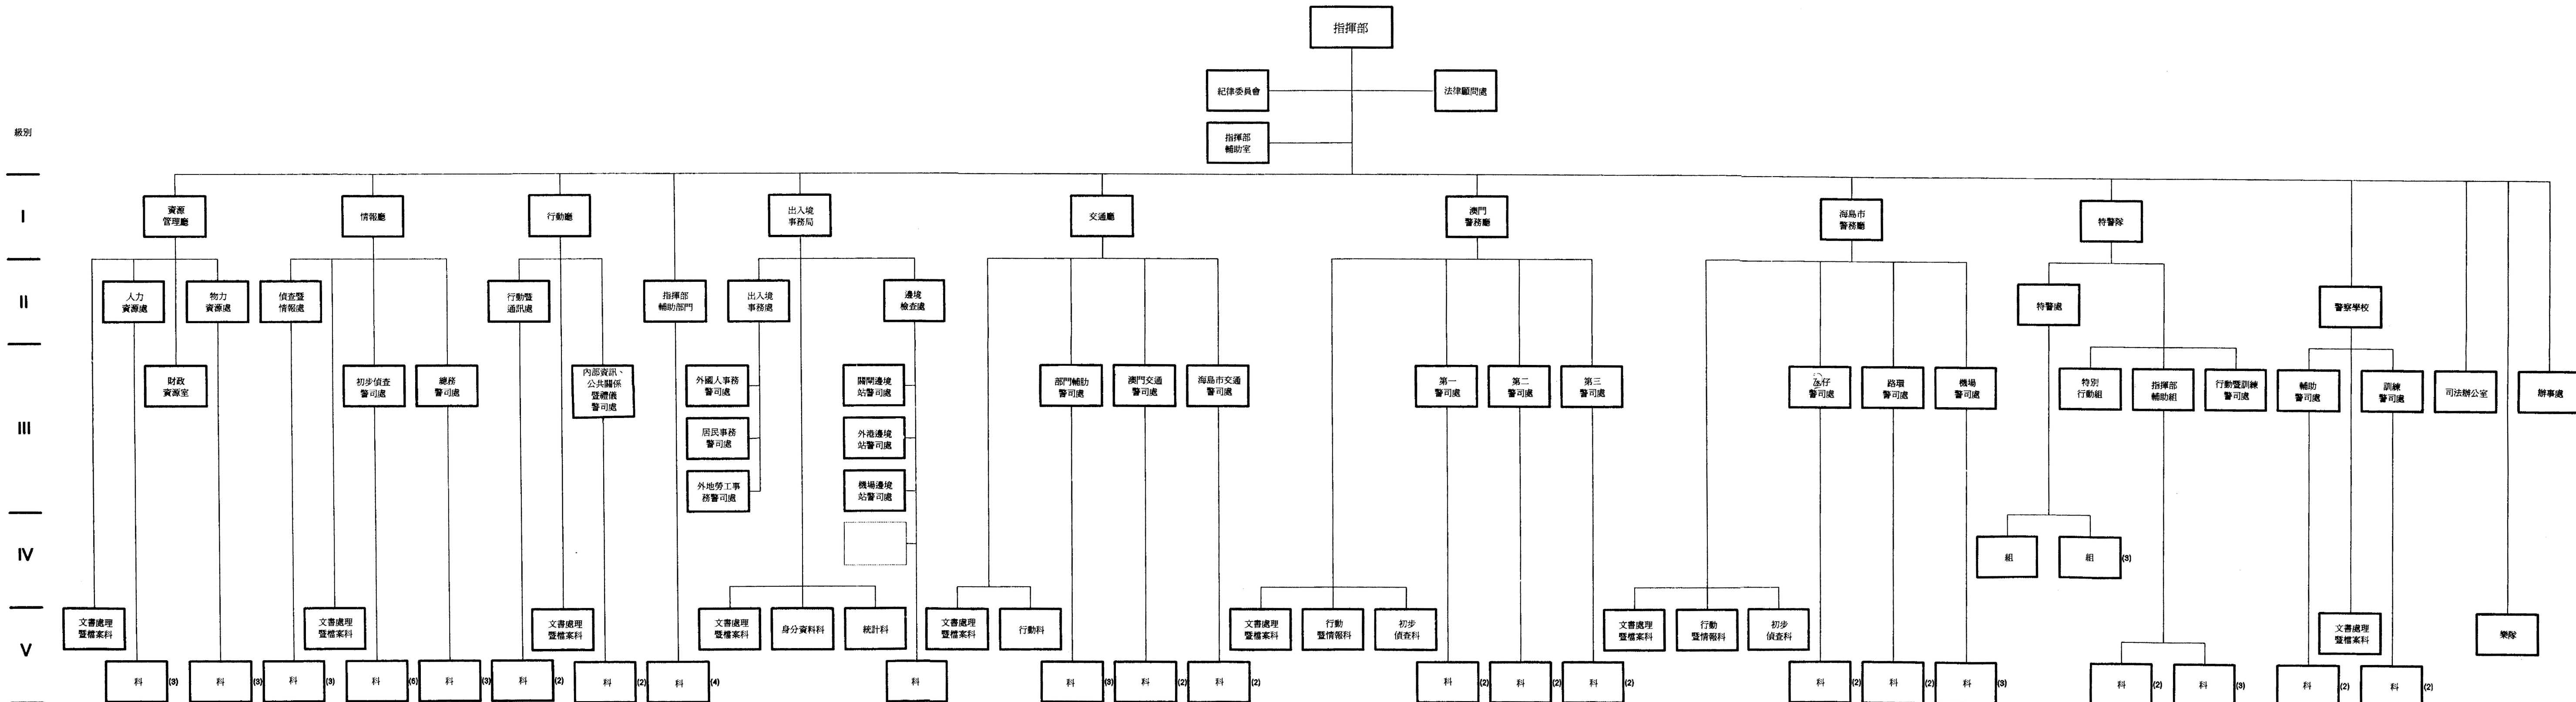 指揮部
紀律委員會
法律顧問處
指揮部
輔助室
級別
I
資源
管理廳
情報廳
行動廳
出入境
事務局
交通廳
澳門
警務廳
海島市
警務廳
特警隊
II
人力
資源處
物力
資源處
偵查暨
情報處
行動暨
通訊處
指揮部
輔助部門
出入境
事務處
邊境
檢查處
特警處
警察學校
III
財政
資源室
初步偵查
警司處
總務
警司處
內部資訊、
公共關係
暨禮儀
警司處
外國人事務
警司處
居民事務
警司處
外地勞工事
務警司處
關閘邊境
站警司處
外港邊境
站警司處
機場邊境
站警司處
部門輔助
警司處
澳門交通
警司處
海島市交通
警司處
第一
警司處
第二
警司處
第三
警司處
氹仔
警司處
路環
警司處
機場
警司處
特別
行動組
指揮部
輔助組
行動暨訓練
警司處
輔助
警司處
訓練
警司處
司法辦公室
辦事處
IV
組
組 (3)
V
文書處理
暨檔案科
文書處理
暨檔案科
文書處理
暨檔案科
文書處理
暨檔案科
身分資料科
統計科
文書處理
暨檔案科
行動科
文書處理
暨檔案科
行動
暨情報科
初步
偵查科
文書處理
暨檔案科
行動
暨情報科
初步
偵查科
文書處理
暨檔案科
樂隊
科 (3)
科 (3)
科 (3)
科 (6)
科 (3)
科 (2)
科 (2)
科 (4)
科
科 (3)
科 (2)
科 (2)
科 (2)
科 (2)
科 (2)
科 (2)
科 (2)
科 (3)
科 (2)
科 (3)
科 (2)
科 (2)